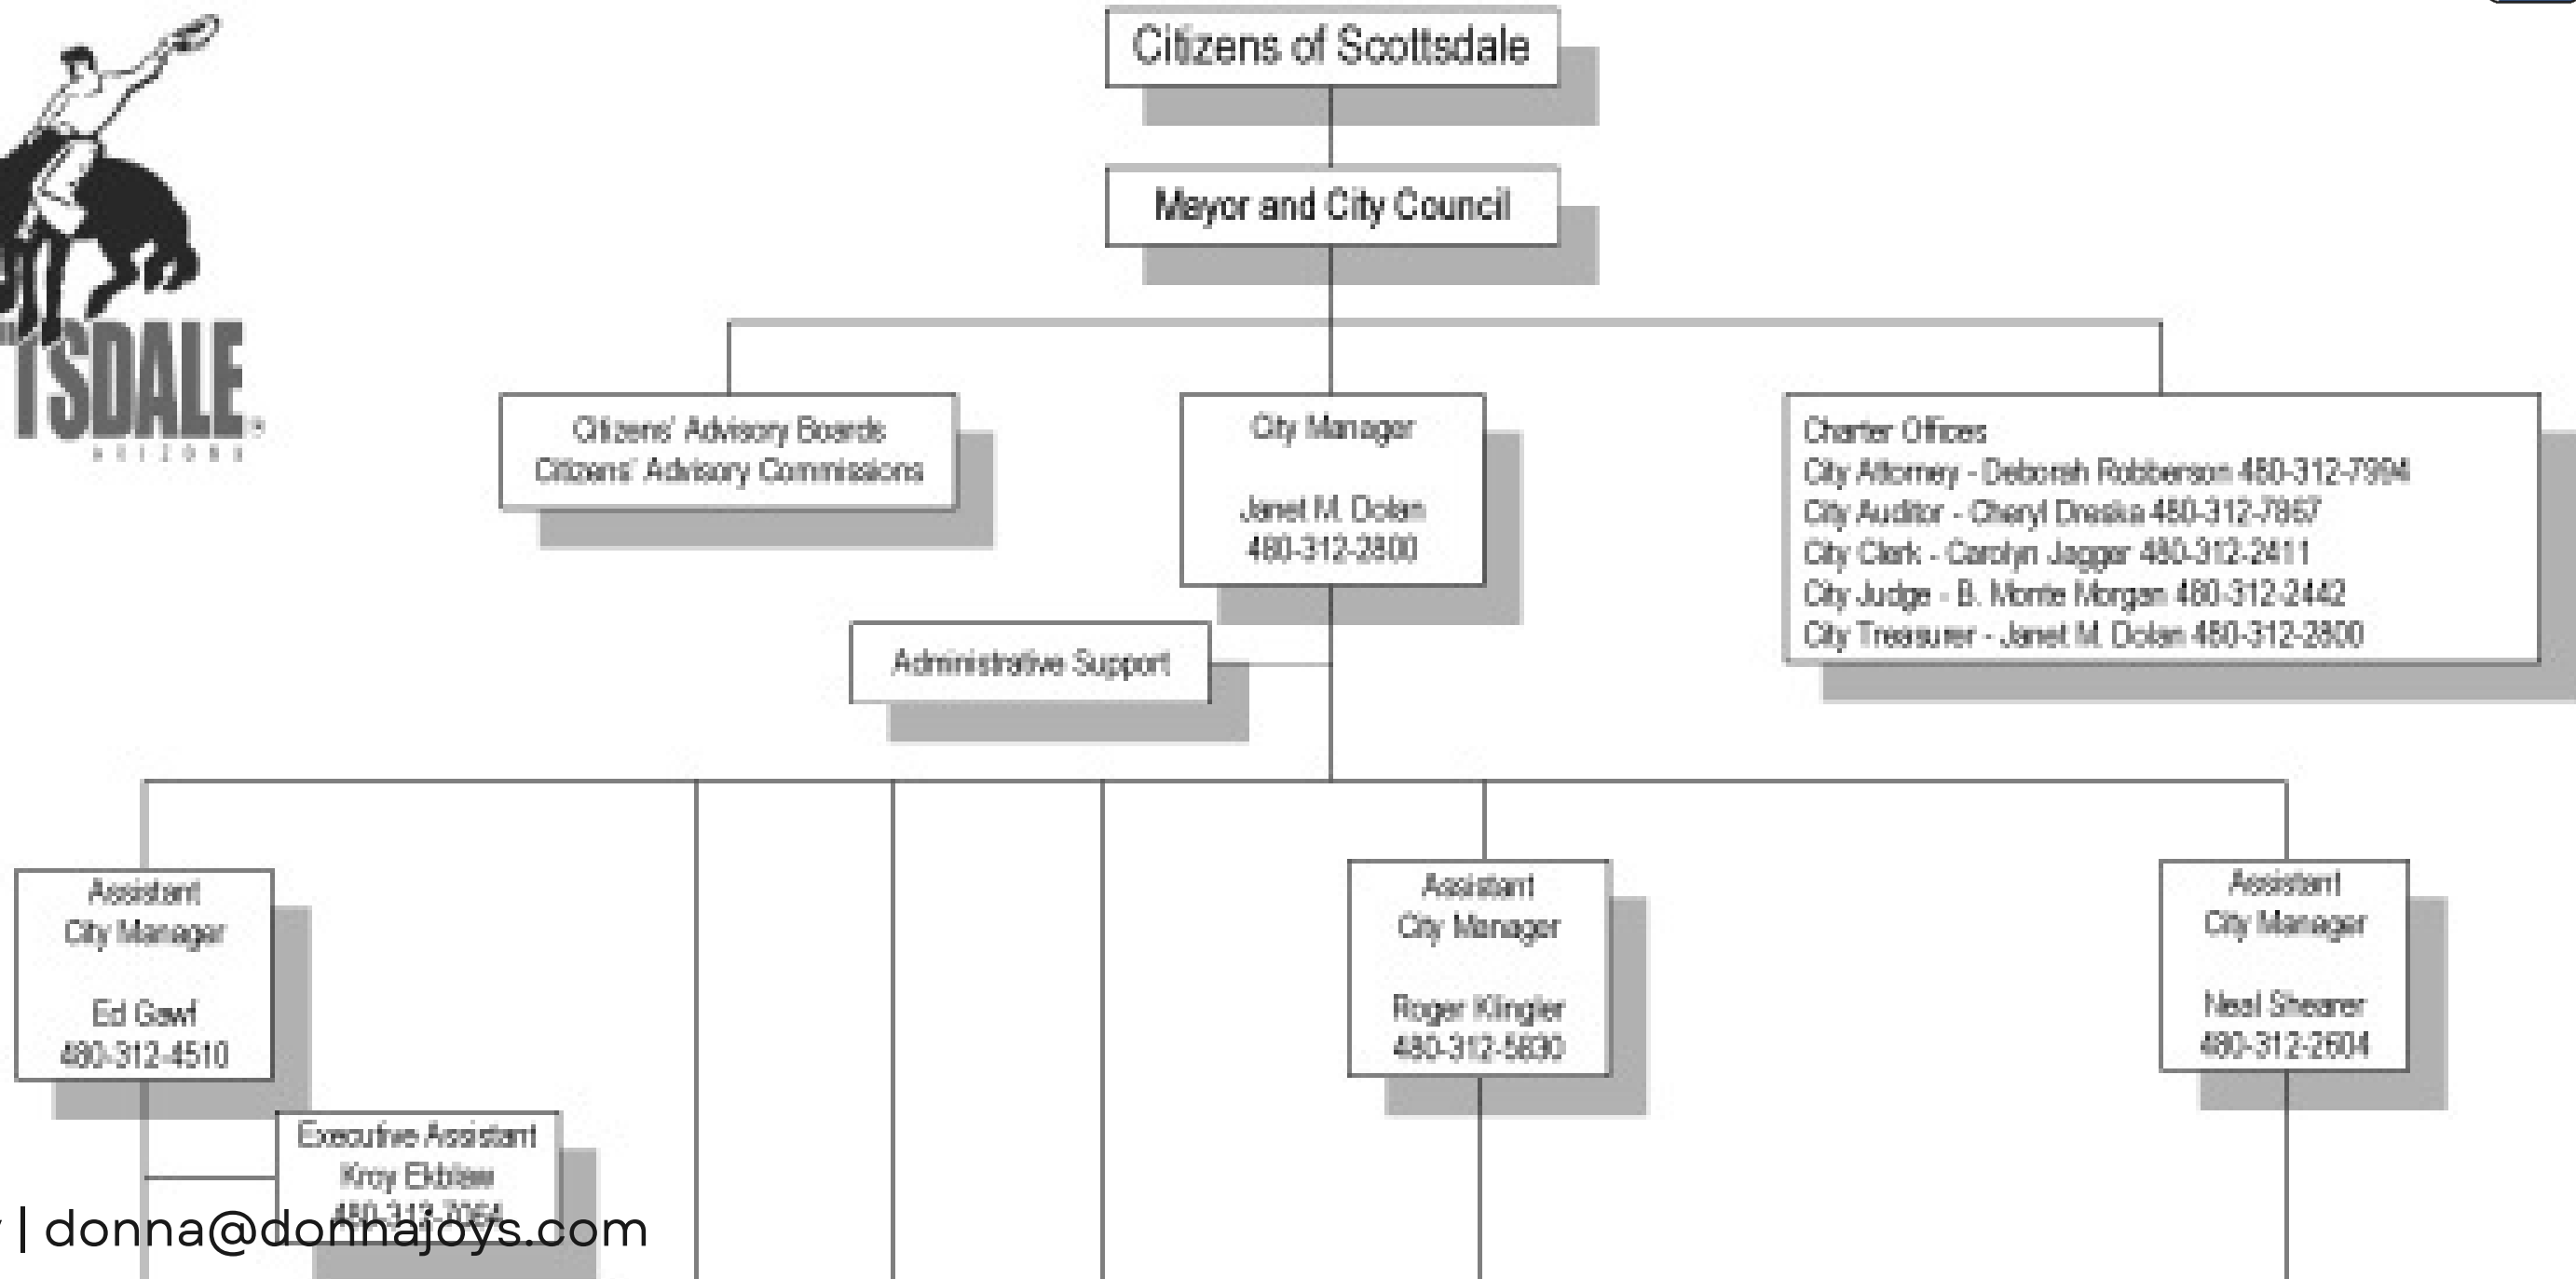 Citizens of Scottsdale
Mayor and City Council
TSDALE
arizona
Citizens' Advisory Boards
Citizens' Advisory Commissions
City Manager
Janet M. Dolan
480-312-2800
Charter Offices
City Attorney - Deborah Robberson 480-312-7994
City Auditor - Cheryl Dreska 480-312-7867
City Clerk - Carolyn Jagger 480-312-2411
City Judge - B. Monte Morgan 480-312-2442
City Treasurer - Janet M. Dolan 480-312-2800
Administrative Support
Assistant
City Manager
Ed Gawf
480-312-4510
Assistant
City Manager
Roger Klingler
480-312-5830
Assistant
City Manager
Neal Shearer
480-312-2604
Executive Assistant
Kroy Ekblaw
| donna@donnajoys.com